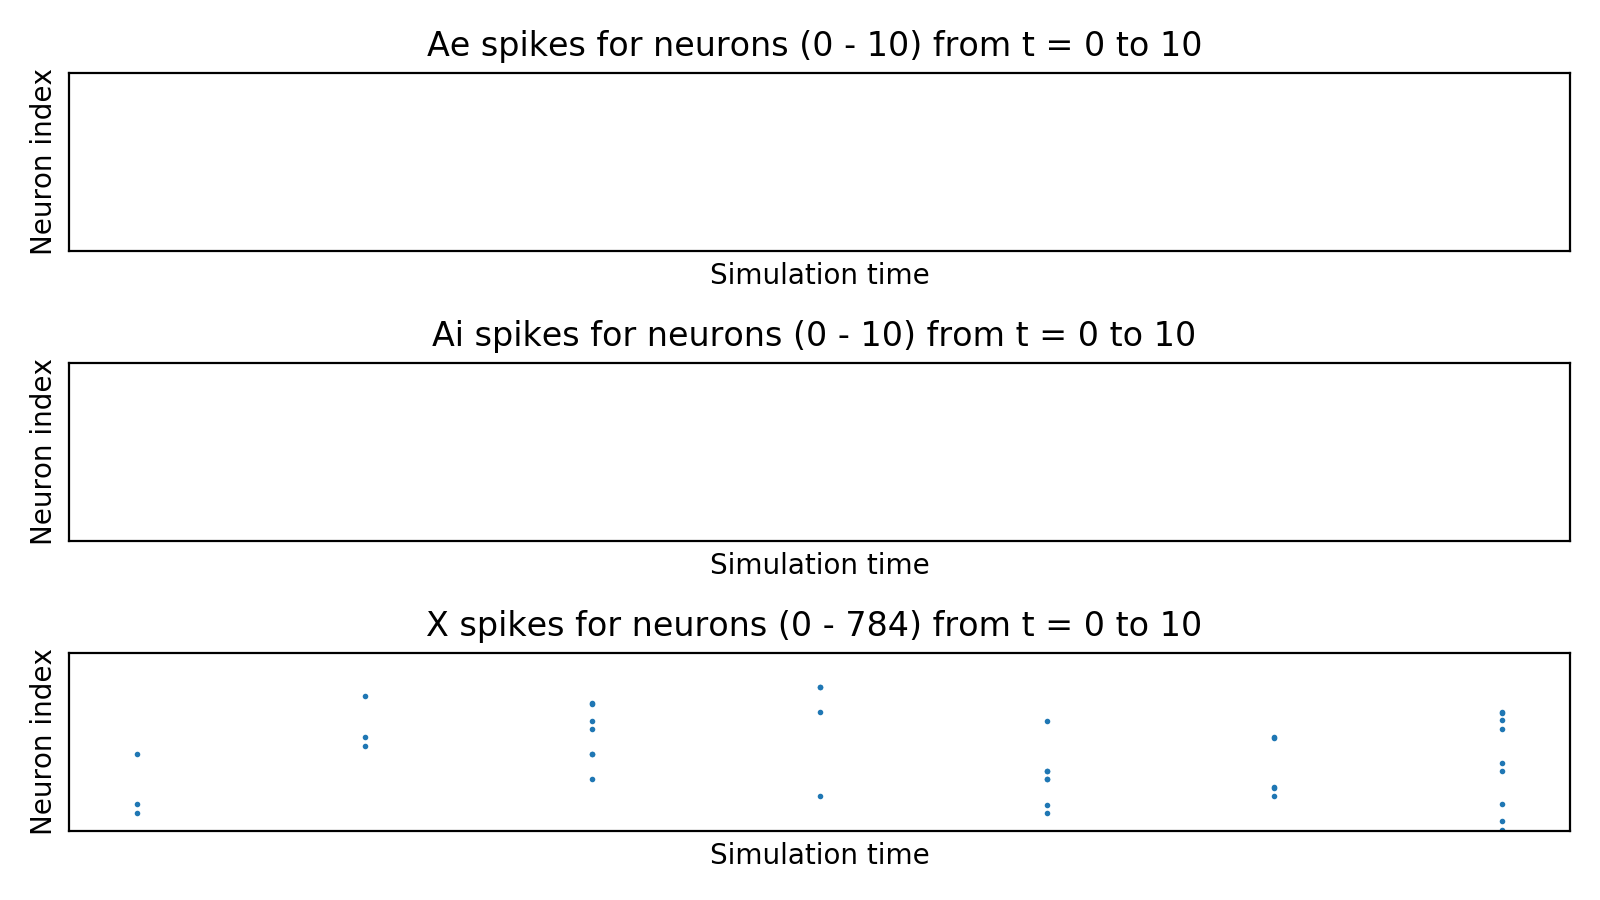 Ae spikes for neurons (0 - 10) from t = 0 to 10
Neuron index
Simulation time
Ai spikes for neurons (0 - 10) from t = 0 to 10
Neuron index
Simulation time
X spikes for neurons (0 - 784) from t = 0 to 10
Neuron index
Simulation time